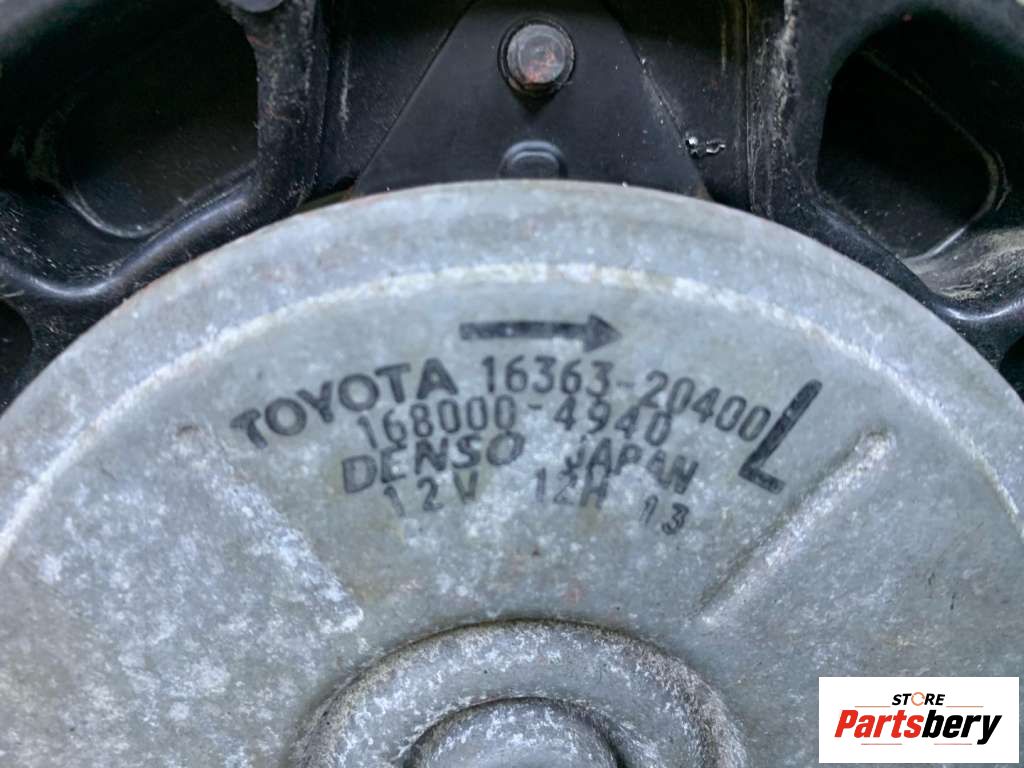 TOYOTA 16363-20400 L
168000-4940
DENSO JAPAN
12V 12H 13
STORE
Partsbery